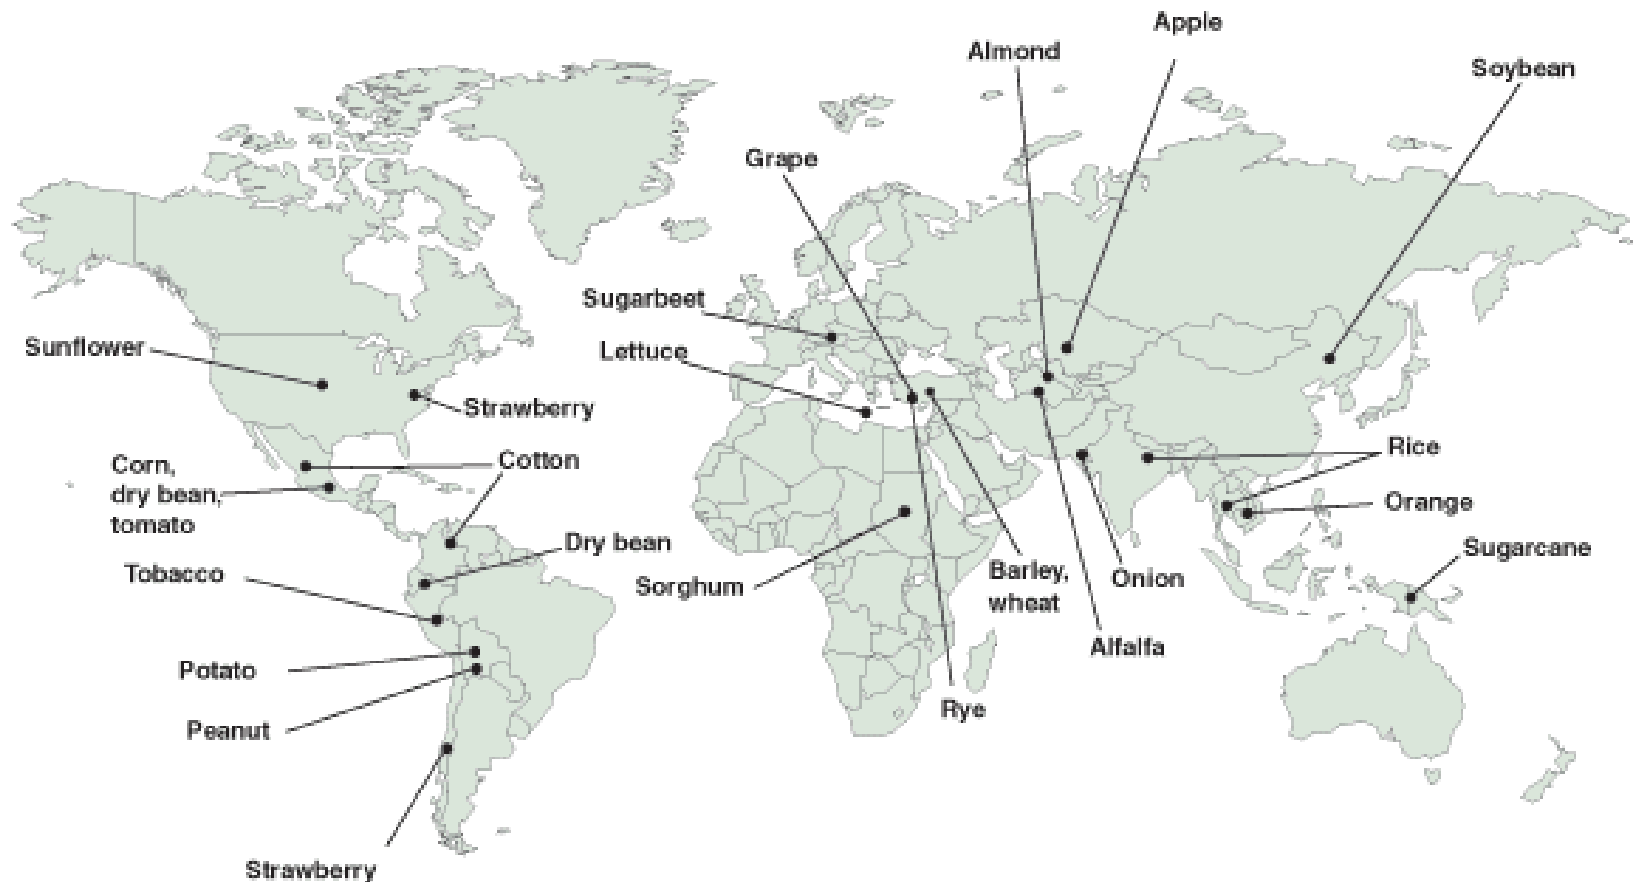 Apple
Almond
Soybean
Grape
Sugarbeet
Sunflower
Lettuce
Strawberry
Corn,
dry bean,
tomato
Cotton
Rice
Orange
Dry bean
Sugarcane
Tobacco
Sorghum
Barley,
wheat
Onion
Alfalfa
Potato
Rye
Peanut
Strawberry